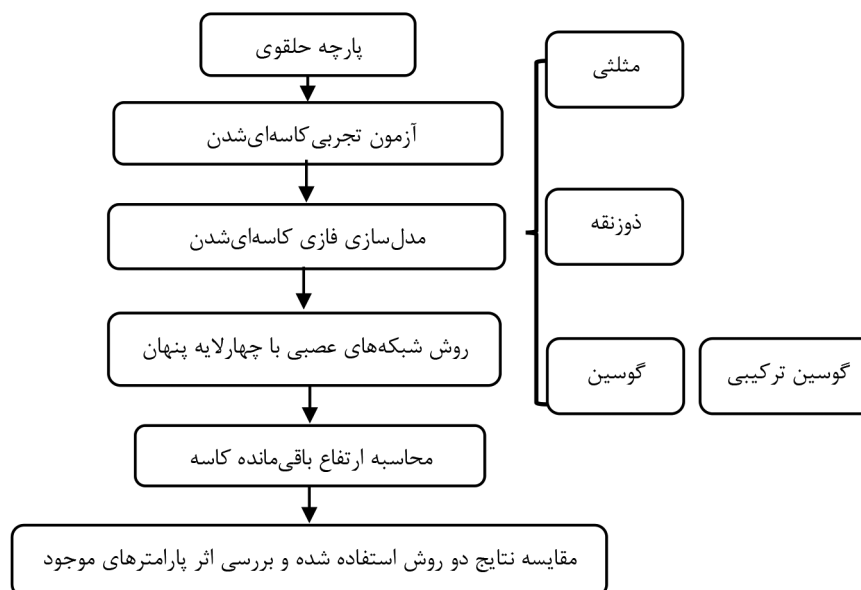 پارچه حلقوی
آزمون تجربی کاسه‌ای‌شدن
مدل‌سازی فازی کاسه‌ای‌شدن
روش شبکه‌های عصبی با چهارلایه پنهان
محاسبه ارتفاع باقی‌مانده کاسه
مقایسه نتایج دو روش استفاده شده و بررسی اثر پارامترهای موجود
مثلثی
ذوزنقه
گوسین
گوسین ترکیبی